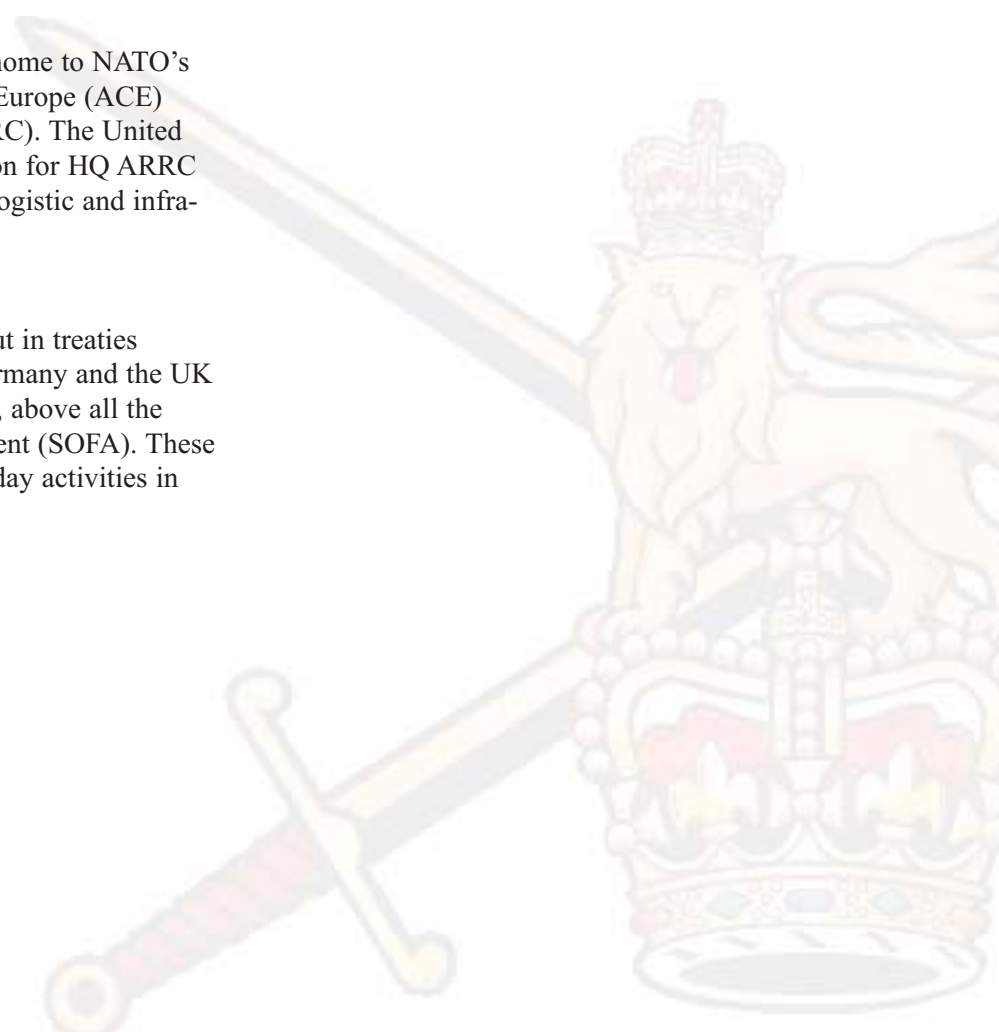 home to NATO’s
Europe (ACE)
RC). The United
on for HQ ARRC
ogistic and infra-
ut in treaties
rmany and the UK
, above all the
ent (SOFA). These
day activities in